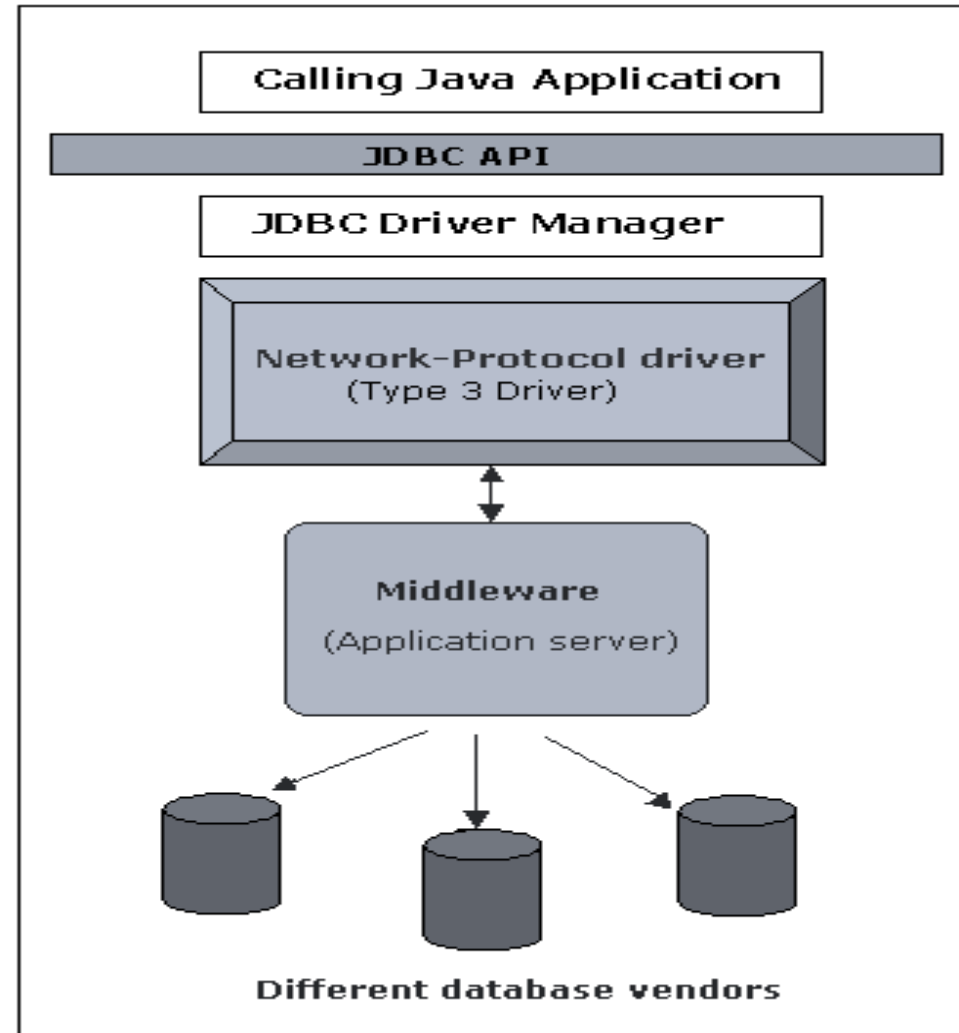 Calling Java Application
JDBC API
JDBC Driver Manager
Network-Protocol driver
(Type 3 Driver)
Middleware
(Application server)
Different database vendors